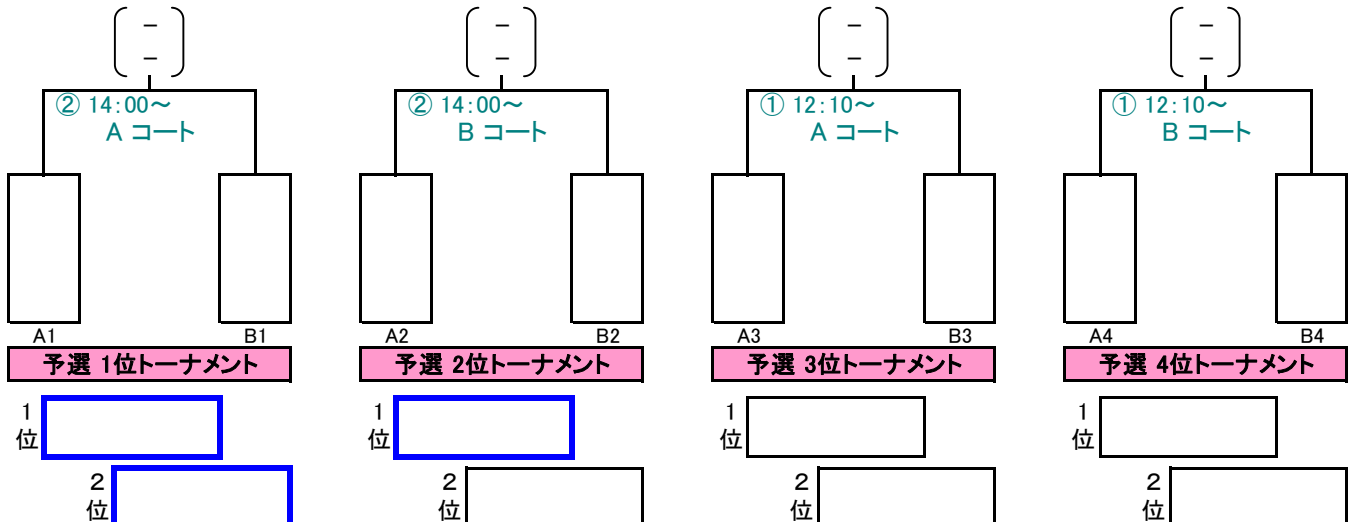 － － － －
－ － － －
② 14:00～ ② 14:00～ ① 12:10～ ① 12:10～
A コート B コート A コート B コート
A1 B1 A2 B2 A3 B3 A4 B4
予選 1位トーナメント 予選 2位トーナメント 予選 3位トーナメント 予選 4位トーナメント
1位 1位 1位 1位
2位 2位 2位 2位